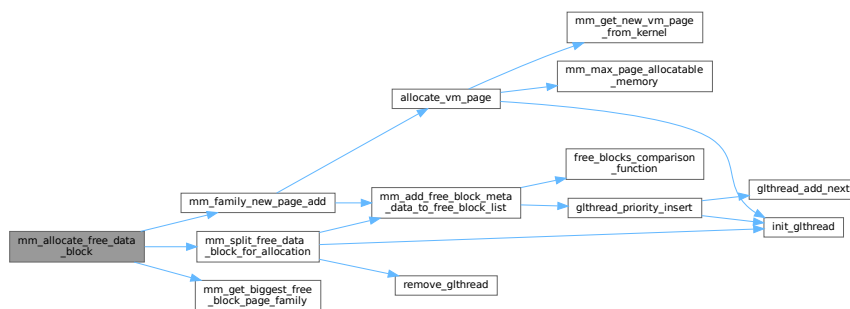 mm_get_new_vm_page
_from_kernel
mm_max_page_allocatable
_memory
allocate_vm_page
free_blocks_comparison
_function
glthread_add_next
mm_family_new_page_add
mm_add_free_block_meta
_data_to_free_block_list
glthread_priority_insert
init_glthread
mm_allocate_free_data
_block
mm_split_free_data
_block_for_allocation
remove_glthread
mm_get_biggest_free
_block_page_family